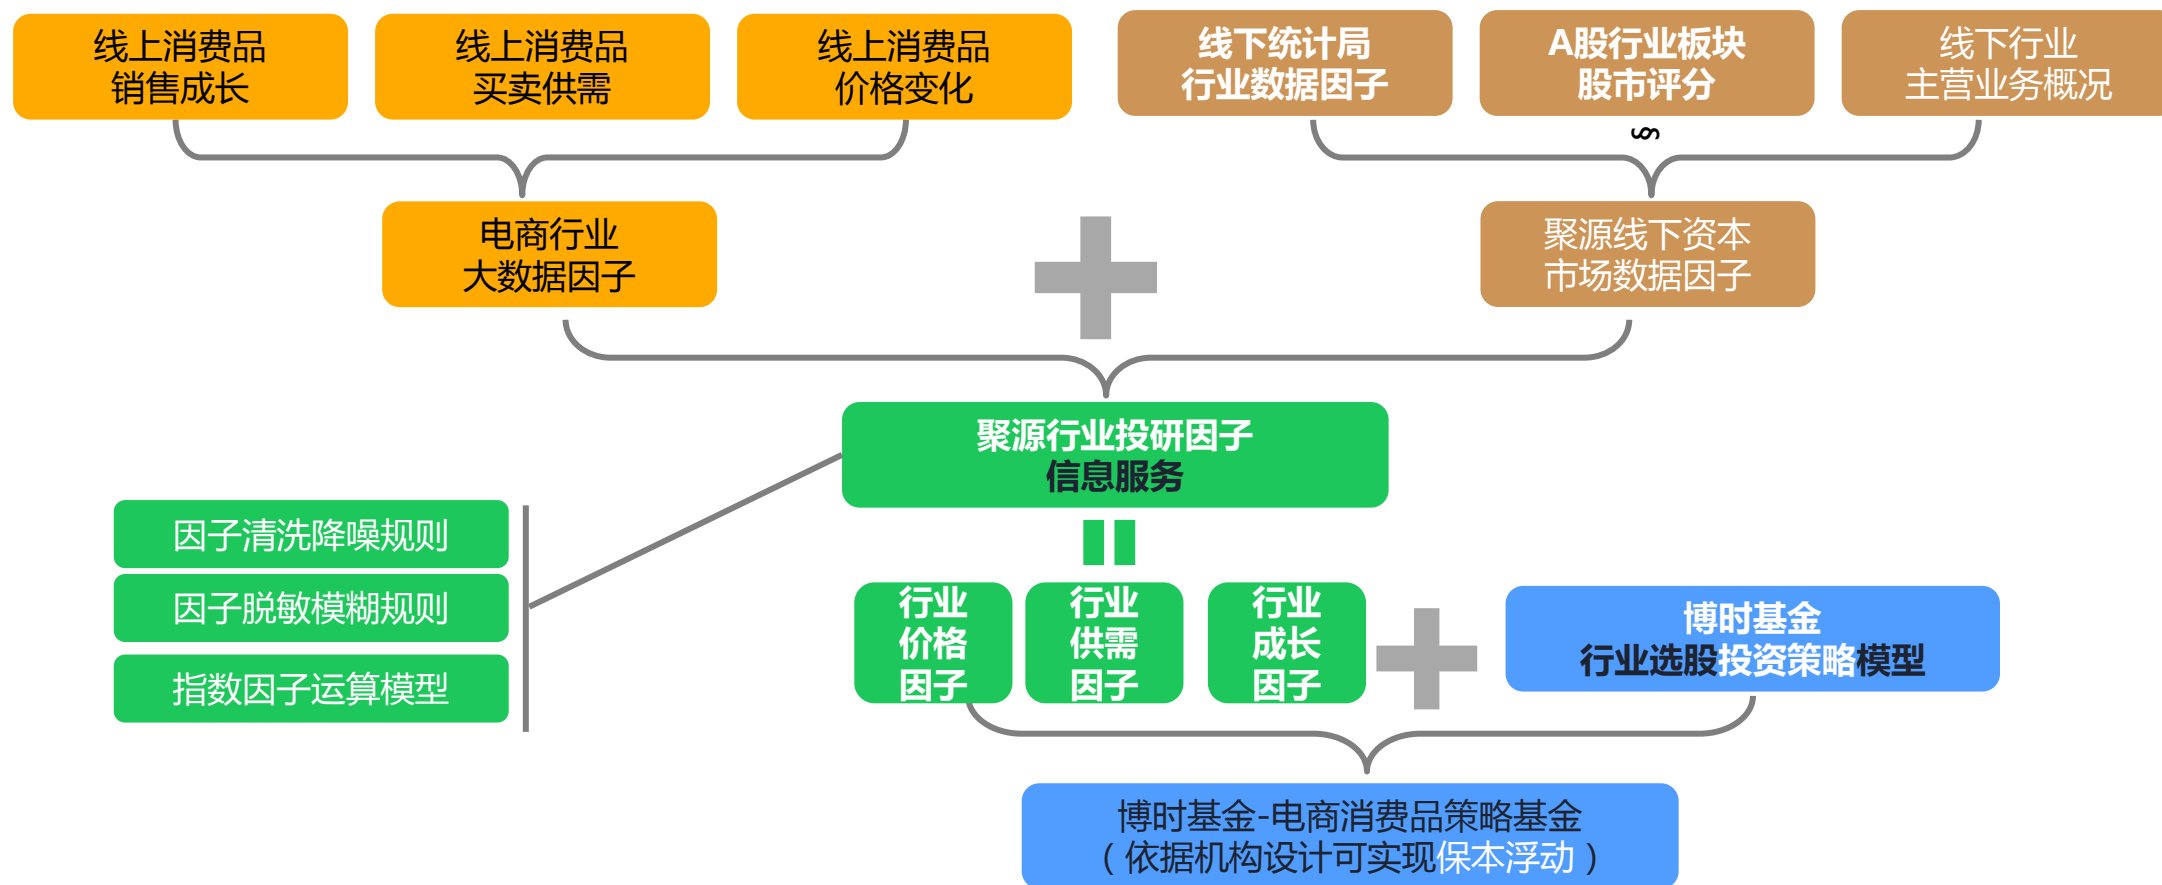 线上消费品
销售成长
线上消费品
买卖供需
线上消费品
价格变化
线下统计局
行业数据因子
A股行业板块
股市评分
线下行业
主营业务概况
§
电商行业
大数据因子
聚源线下资本
市场数据因子
聚源行业投研因子
信息服务
因子清洗降噪规则
因子脱敏模糊规则
指数因子运算模型
行业
价格
因子
行业
供需
因子
行业
成长
因子
博时基金
行业选股投资策略模型
博时基金-电商消费品策略基金
（依据机构设计可实现保本浮动）